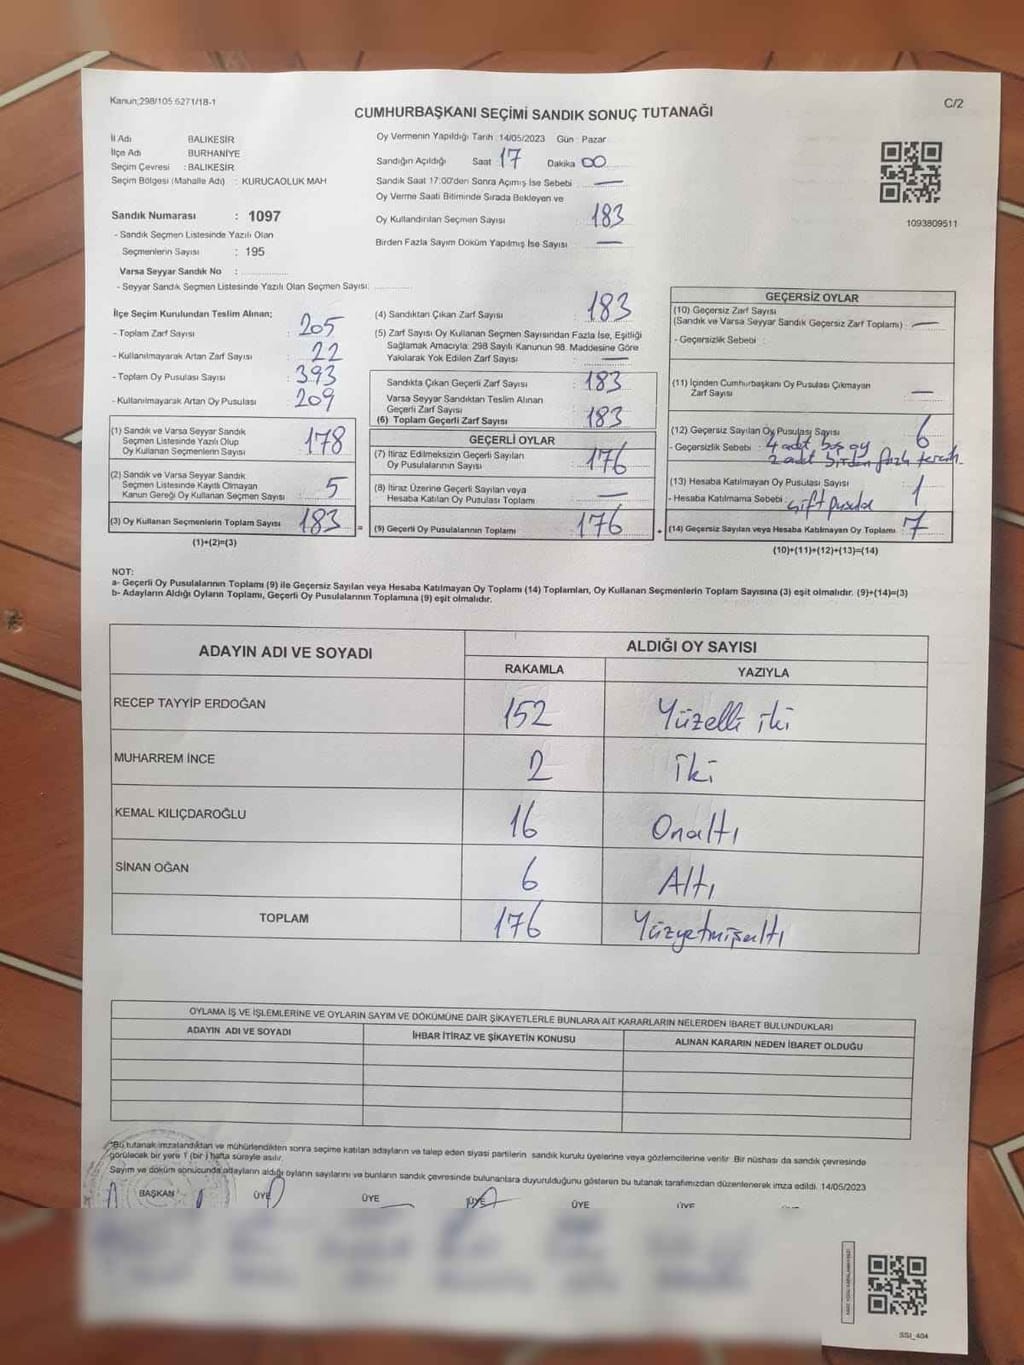 Kanun;298/105 6271/18-1
C/2
CUMHURBAŞKANI SEÇİMİ SANDIK SONUÇ TUTANAĞI
İl Adı BALIKESİR
İlçe Adı BURHANİYE
Seçim Çevresi : BALIKESİR
Seçim Bölgesi (Mahalle Adı) : KURUCAOLUK MAH
Sandık Numarası : 1097
- Sandık Seçmen Listesinde Yazılı Olan
Seçmenlerin Sayısı : 195
Varsa Seyyar Sandık No :
- Seyyar Sandık Seçmen Listesinde Yazılı Olan Seçmen Sayısı:
Oy Vermenin Yapıldığı Tarih :14/05/2023 Gün : Pazar
Sandığın Açıldığı Saat 17 Dakika 00
Sandık Saat 17:00'den Sonra Açımış İse Sebebi : —
Oy Verme Saati Bitiminde Sırada Bekleyen ve
Oy Kullandırılan Seçmen Sayısı : 183
Birden Fazla Sayım Döküm Yapılmış İse Sayısı : —
1093809511
İlçe Seçim Kurulundan Teslim Alınan;
- Toplam Zarf Sayısı : 205
- Kullanılmayarak Artan Zarf Sayısı : 22
- Toplam Oy Pusulası Sayısı : 393
- Kullanılmayarak Artan Oy Pusulası : 209
(1) Sandık ve Varsa Seyyar Sandık
Seçmen Listesinde Yazılı Olup
Oy Kullanan Seçmenlerin Sayısı : 178
(2) Sandık ve Varsa Seyyar Sandık
Seçmen Listesinde Kayıtlı Olmayan
Kanun Gereği Oy Kullanan Seçmen Sayısı : 5
(3) Oy Kullanan Seçmenlerin Toplam Sayısı : 183 =
(1)+(2)=(3)
(4) Sandıktan Çıkan Zarf Sayısı : 183
(5) Zarf Sayısı Oy Kullanan Seçmen Sayısından Fazla İse, Eşitliği
Sağlamak Amacıyla: 298 Sayılı Kanunun 98. Maddesine Göre
Yakılarak Yok Edilen Zarf Sayısı : —
Sandıkta Çıkan Geçerli Zarf Sayısı : 183
Varsa Seyyar Sandıktan Teslim Alınan
Geçerli Zarf Sayısı :
(6) Toplam Geçerli Zarf Sayısı : 183
GEÇERLİ OYLAR
(7) İtiraz Edilmeksizin Geçerli Sayılan
Oy Pusulalarının Sayısı : 176
(8) İtiraz Üzerine Geçerli Sayılan veya
Hesaba Katılan Oy Pusulası Toplamı : —
(9) Geçerli Oy Pusulalarının Toplamı : 176 +
GEÇERSİZ OYLAR
(10) Geçersiz Zarf Sayısı
(Sandık ve Varsa Seyyar Sandık Geçersiz Zarf Toplamı) : —
- Geçersizlik Sebebi :
(11) İçinden Cumhurbaşkanı Oy Pusulası Çıkmayan
Zarf Sayısı : —
(12) Geçersiz Sayılan Oy Pusulası Sayısı : 6
- Geçersizlik Sebebi : 4 adet boş oy
2 adet birden fazla tercih
(13) Hesaba Katılmayan Oy Pusulası Sayısı : 1
- Hesaba Katılmama Sebebi : çift pusula
(14) Geçersiz Sayılan veya Hesaba Katılmayan Oy Toplamı : 7
(10)+(11)+(12)+(13)=(14)
NOT:
a- Geçerli Oy Pusulalarının Toplamı (9) ile Geçersiz Sayılan veya Hesaba Katılmayan Oy Toplamı (14) Toplamları, Oy Kullanan Seçmenlerin Toplam Sayısına (3) eşit olmalıdır. (9)+(14)=(3)
b- Adayların Aldığı Oyların Toplamı, Geçerli Oy Pusulalarının Toplamına (9) eşit olmalıdır.
ADAYIN ADI VE SOYADI ALDIĞI OY SAYISI
RAKAMLA YAZIYLA
RECEP TAYYİP ERDOĞAN 152 Yüzelli iki
MUHARREM İNCE 2 İki
KEMAL KILIÇDAROĞLU 16 Onaltı
SİNAN OĞAN 6 Altı
TOPLAM 176 Yüzyetmişaltı
OYLAMA İŞ VE İŞLEMLERİNE VE OYLARIN SAYIM VE DÖKÜMÜNE DAİR ŞİKAYETLERLE BUNLARA AİT KARARLARIN NELERDEN İBARET BULUNDUKLARI
ADAYIN ADI VE SOYADI İHBAR İTİRAZ VE ŞİKAYETİN KONUSU ALINAN KARARIN NEDEN İBARET OLDUĞU
"Bu tutanak imzalandıktan ve mühürlendikten sonra seçime katılan adayların ve talep eden siyasi partilerin sandık kurulu üyelerine veya gözlemcilerine verilir. Bir nüshası da sandık çevresinde
görülecek bir yere 1 (bir ) hafta süreyle asılır.
Sayım ve döküm sonucunda adayların aldığı oyların sayılarını ve bunların sandık çevresinde bulunanlara duyurulduğunu gösteren bu tutanak tarafımızdan düzenlenerek imza edildi. 14/05/2023
BAŞKAN ÜYE ÜYE ÜYE ÜYE ÜYE
SSI_404